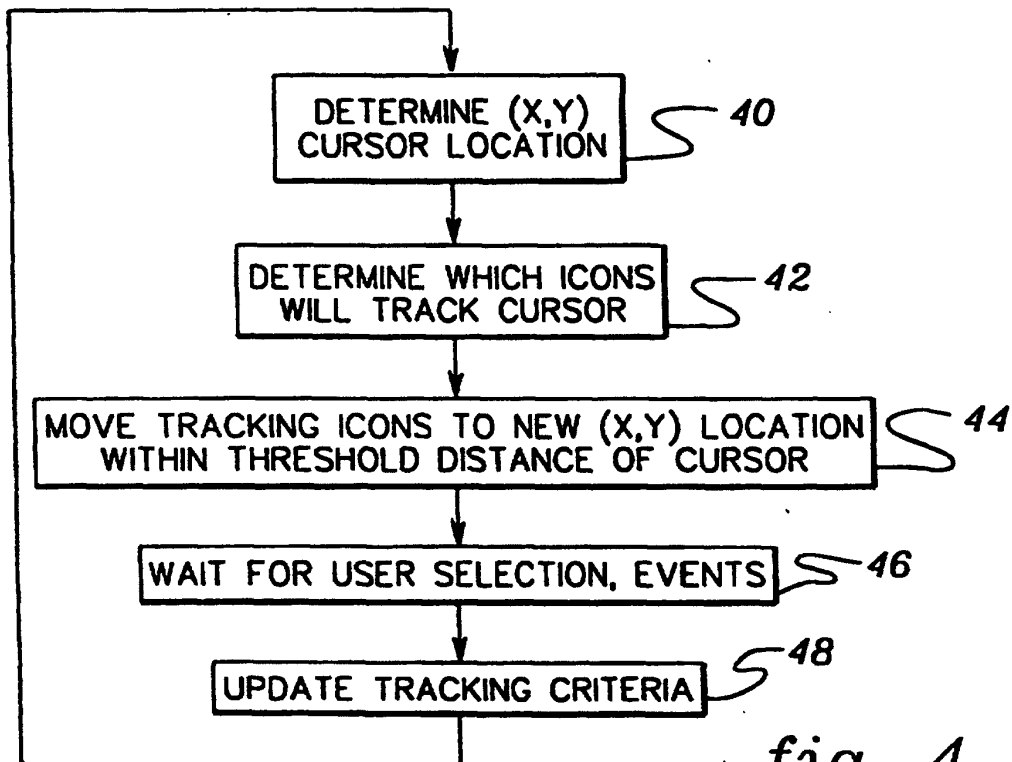 DETERMINE (X,Y)
CURSOR LOCATION
40
DETERMINE WHICH ICONS
WILL TRACK CURSOR
42
MOVE TRACKING ICONS TO NEW (X,Y) LOCATION
WITHIN THRESHOLD DISTANCE OF CURSOR
44
WAIT FOR USER SELECTION, EVENTS
46
UPDATE TRACKING CRITERIA
48
fig. 4